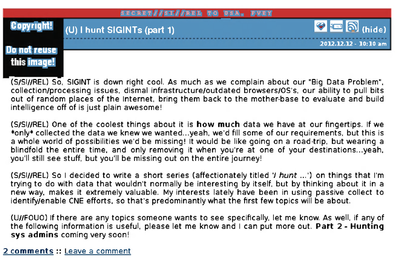 SECRET//SI//REL TO USA, FVEY
Copyright!
Do not reuse
this image!
(U) I hunt SIGINTs (part 1)
(hide)
2012.12.12 - 10:30 am
(S//SI//REL) So, SIGINT is down right cool. As much as we complain about our "Big Data Problem",
collection/processing issues, dismal infrastructure/outdated browsers/OS's, our ability to pull bits
out of random places of the Internet, bring them back to the mother-base to evaluate and build
intelligence off of is just plain awesome!
(S//SI//REL) One of the coolest things about it is how much data we have at our fingertips. If we
*only* collected the data we knew we wanted...yeah, we'd fill some of our requirements, but this is
a whole world of possibilities we'd be missing! It would be like going on a road-trip, but wearing a
blindfold the entire time, and only removing it when you're at one of your destinations...yeah,
you'll still see stuff, but you'll be missing out on the entire journey!
(S//SI//REL) So I decided to write a short series (affectionately titled 'I hunt ...') on things that I'm
trying to do with data that wouldn't normally be interesting by itself, but by thinking about it in a
new way, makes it extremely valuable. My interests lately have been in using passive collect to
identify/enable CNE efforts, so that's predominantly what the first few topics will be about.
(U//FOUO) If there are any topics someone wants to see specifically, let me know. As well, if any of
the following information is useful, please let me know and I can put more out. Part 2 - Hunting
sys admins coming very soon!
2 comments :: Leave a comment